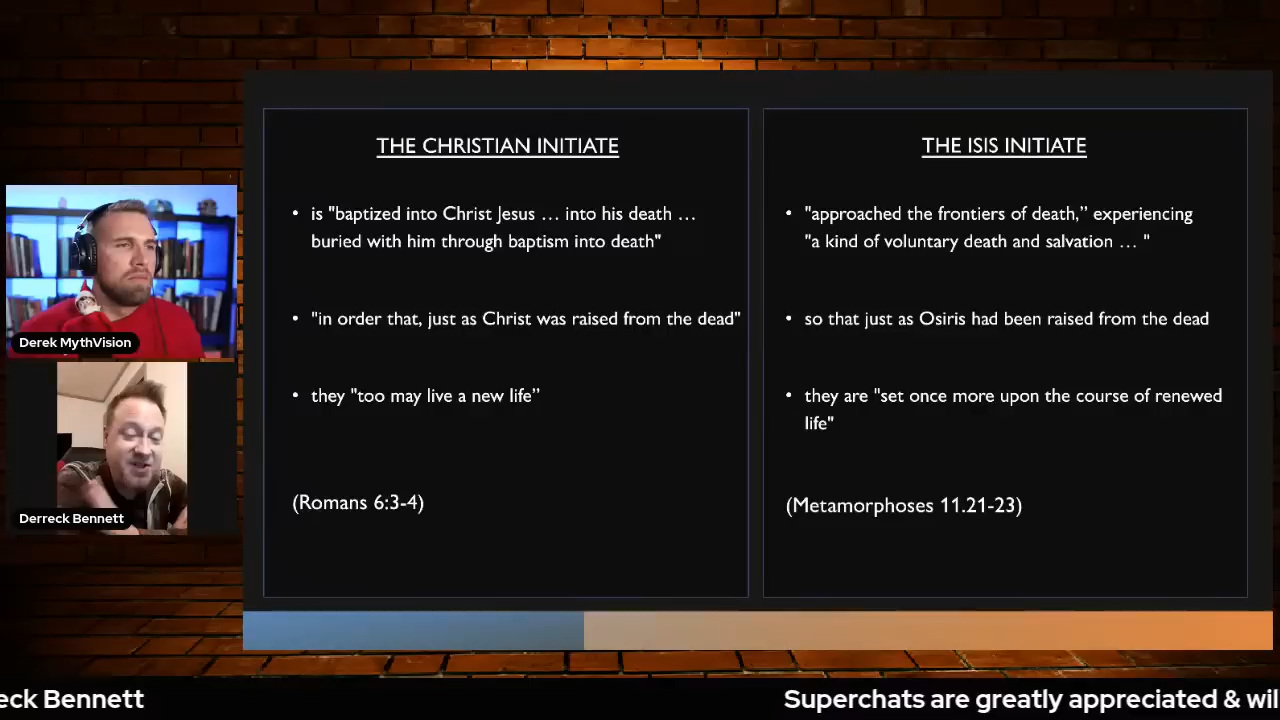 THE CHRISTIAN INITIATE
• is "baptized into Christ Jesus … into his death …
buried with him through baptism into death"
• "in order that, just as Christ was raised from the dead"
• they "too may live a new life”
(Romans 6:3-4)
THE ISIS INITIATE
• "approached the frontiers of death,” experiencing
"a kind of voluntary death and salvation … "
• so that just as Osiris had been raised from the dead
• they are "set once more upon the course of renewed
life"
(Metamorphoses 11.21-23)
Derek MythVision
Derreck Bennett
eck Bennett
Superchats are greatly appreciated & wil